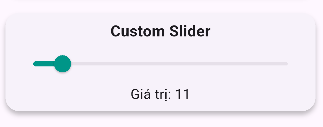 Custom Slider
Giá trị: 11